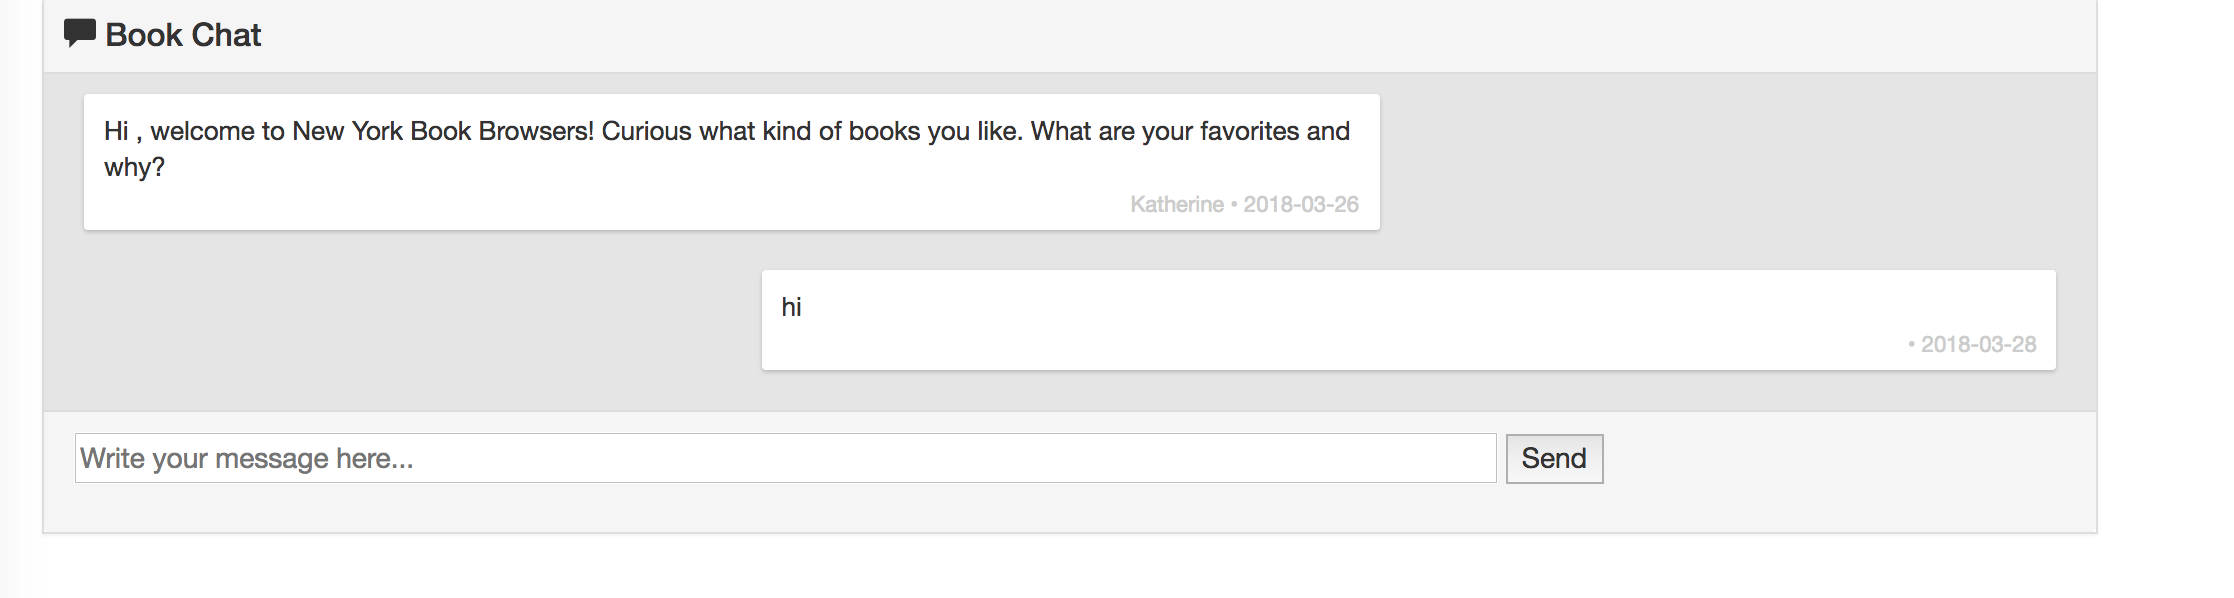 Book Chat
Hi , welcome to New York Book Browsers! Curious what kind of books you like. What are your favorites and
why?
Katherine • 2018-03-26
hi
• 2018-03-28
Write your message here...
Send